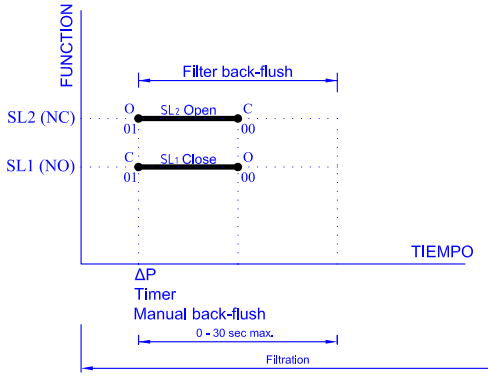 FUNCTION
Filter back-flush
SL2 (NC)
O
SL2 Open
C
01
00
SL1 (NO)
C
SL1 Close
O
01
00
TIEMPO
ΔP
Timer
Manual back-flush
0 - 30 sec max.
Filtration